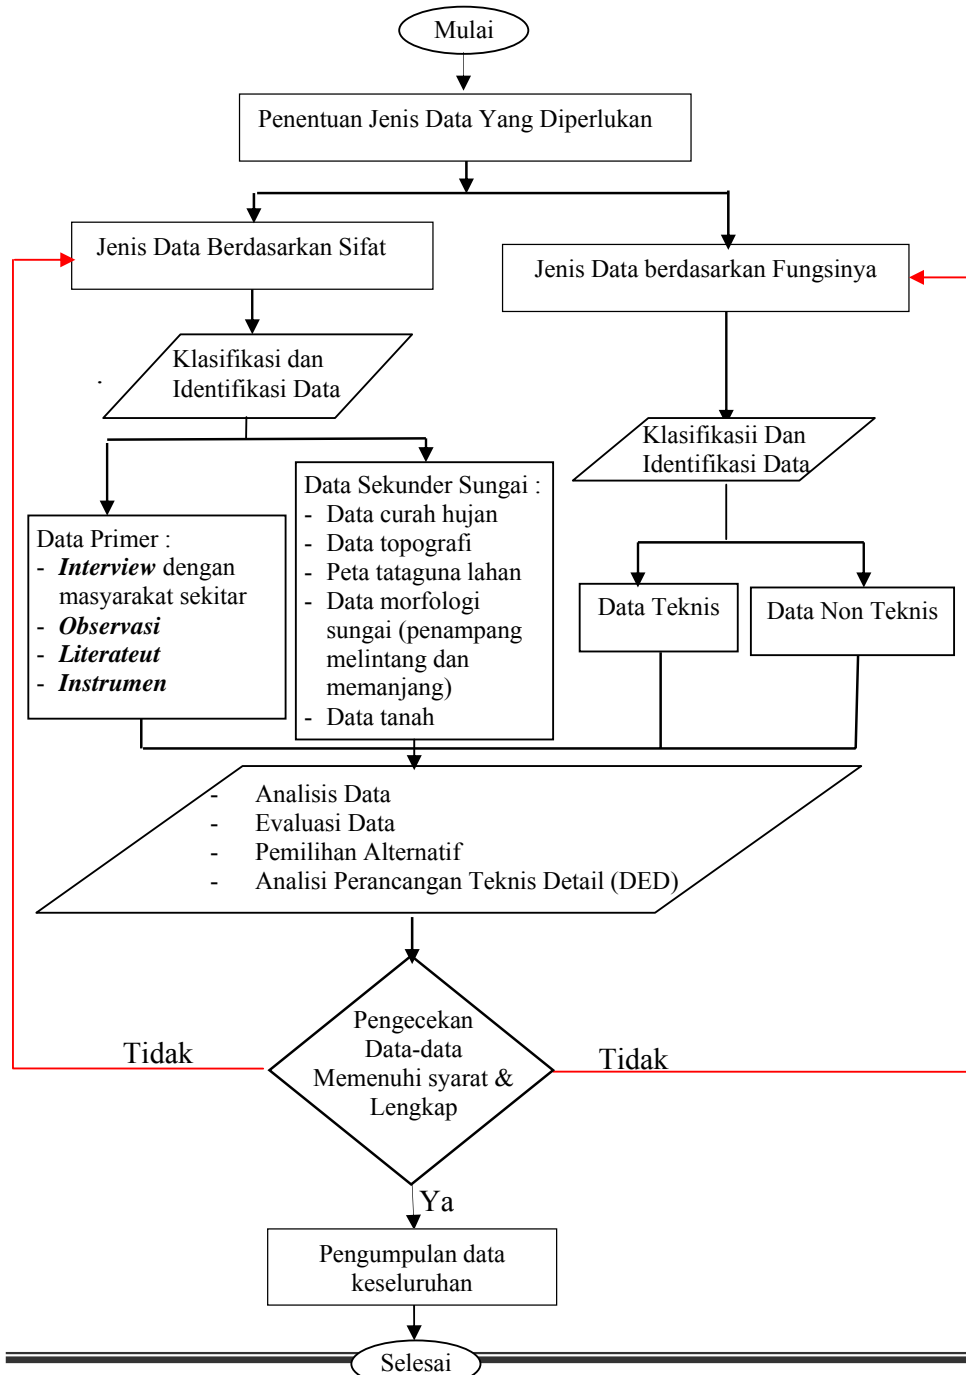 Mulai
Penentuan Jenis Data Yang Diperlukan
Jenis Data Berdasarkan Sifat
Jenis Data berdasarkan Fungsinya
Klasifikasi dan
Identifikasi Data
.
Klasifikasii Dan
Identifikasi Data
Data Primer :
- Interview dengan
masyarakat sekitar
- Observasi
- Literateut
- Instrumen
Data Sekunder Sungai :
- Data curah hujan
- Data topografi
- Peta tataguna lahan
- Data morfologi
sungai (penampang
melintang dan
memanjang)
- Data tanah
Data Teknis
Data Non Teknis
- Analisis Data
- Evaluasi Data
- Pemilihan Alternatif
- Analisi Perancangan Teknis Detail (DED)
Pengecekan
Data-data
Memenuhi syarat &
Lengkap
Tidak
Tidak
Ya
Pengumpulan data
keseluruhan
Selesai